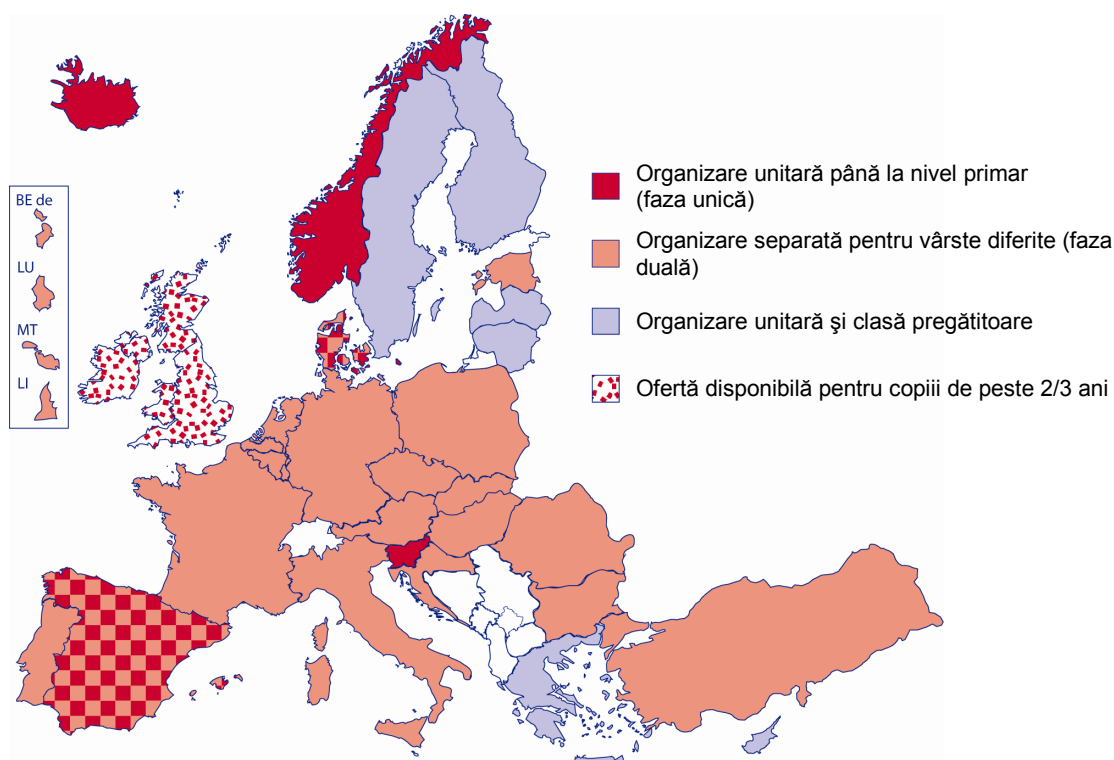 BE de
LU
MT
LI
Organizare unitară până la nivel primar
(faza unică)
Organizare separată pentru vârste diferite (faza
duală)
Organizare unitară şi clasă pregătitoare
Ofertă disponibilă pentru copiii de peste 2/3 ani